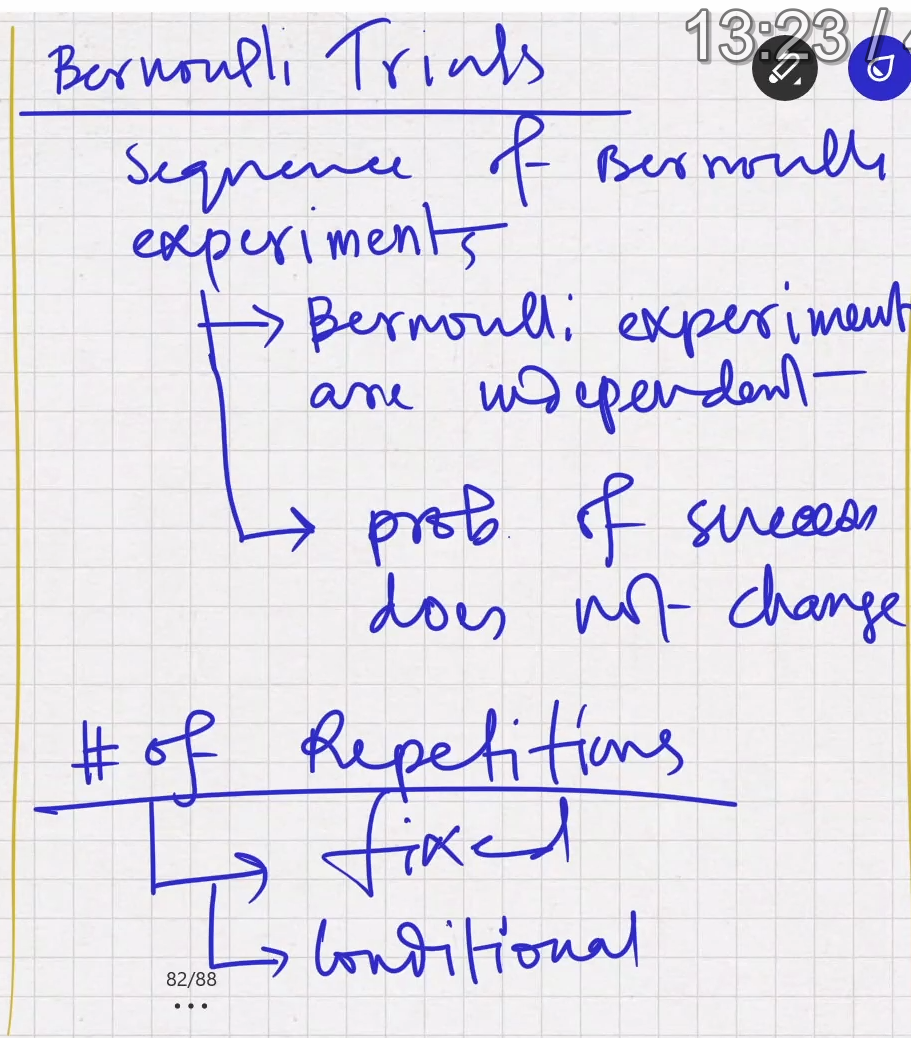 13:23 / 4
Bernoulli Trials
Sequence of Bernoulli
experiments
→ Bernoulli experiment
are independent
→ prob. of success
does not change
# of Repetitions
→ fixed
→ Conditional
82/88
•••